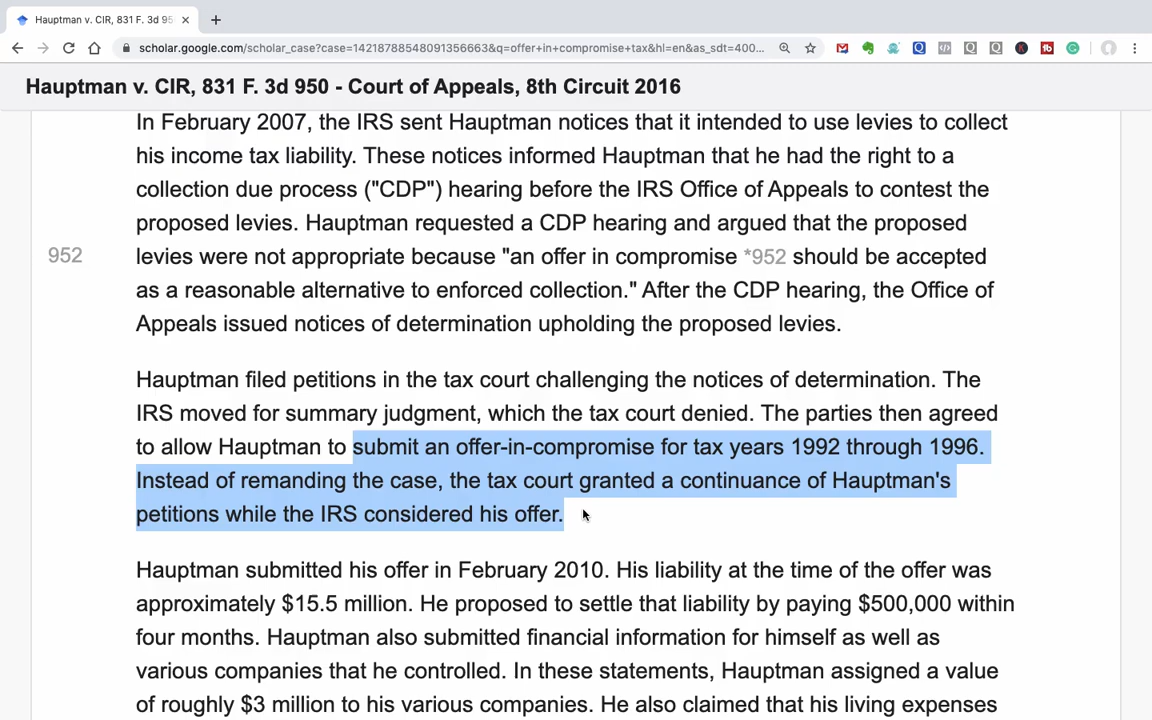 Hauptman v. CIR, 831 F. 3d 95
scholar.google.com/scholar_case?case=14218788548091356663&q=offer+in+compromise+tax&hl=en&as_sdt=400...
Hauptman v. CIR, 831 F. 3d 950 - Court of Appeals, 8th Circuit 2016
In February 2007, the IRS sent Hauptman notices that it intended to use levies to collect
his income tax liability. These notices informed Hauptman that he had the right to a
collection due process ("CDP") hearing before the IRS Office of Appeals to contest the
proposed levies. Hauptman requested a CDP hearing and argued that the proposed
952 levies were not appropriate because "an offer in compromise *952 should be accepted
as a reasonable alternative to enforced collection." After the CDP hearing, the Office of
Appeals issued notices of determination upholding the proposed levies.
Hauptman filed petitions in the tax court challenging the notices of determination. The
IRS moved for summary judgment, which the tax court denied. The parties then agreed
to allow Hauptman to submit an offer-in-compromise for tax years 1992 through 1996.
Instead of remanding the case, the tax court granted a continuance of Hauptman's
petitions while the IRS considered his offer.
Hauptman submitted his offer in February 2010. His liability at the time of the offer was
approximately $15.5 million. He proposed to settle that liability by paying $500,000 within
four months. Hauptman also submitted financial information for himself as well as
various companies that he controlled. In these statements, Hauptman assigned a value
of roughly $3 million to his various companies. He also claimed that his living expenses